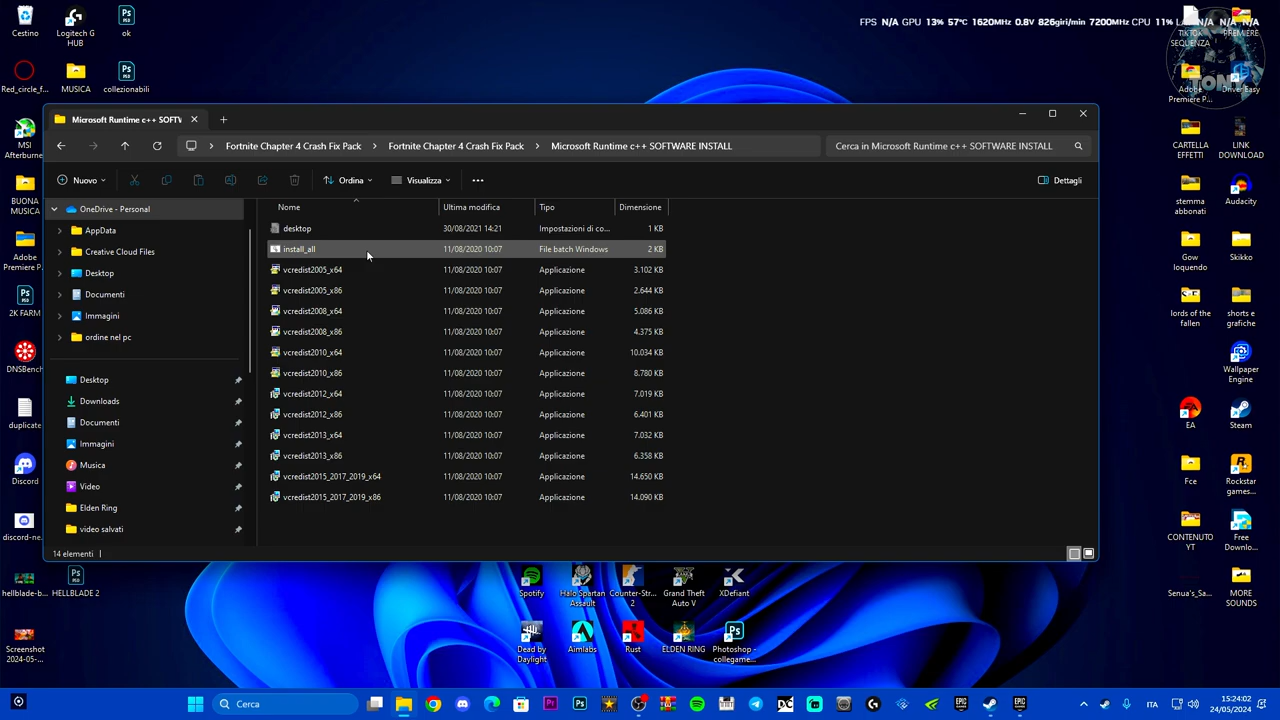 Cestino
Logitech G
HUB
ok
FPS N/A GPU 13% 57°C 1620MHz 0.8V 826giri/min 7200MHz CPU 11%
N/A
TIKTOK
SEQUENZA
PREMIERE
TONY
Red_circle_f...
MUSICA
collezionabili
Adobe
Premiere P...
Driver Easy
MSI
Afterburner
BUONA
MUSICA
Adobe
Premiere P...
2K FARM
DNSBench
duplicate
Discord
discord-ne...
hellblade-b...
HELLBLADE 2
Screenshot
2024-05-...
Microsoft Runtime c++ SOFTW
Fortnite Chapter 4 Crash Fix Pack
Fortnite Chapter 4 Crash Fix Pack
Microsoft Runtime c++ SOFTWARE INSTALL
Cerca in Microsoft Runtime c++ SOFTWARE INSTALL
Nuovo
Ordina
Visualizza
Dettagli
OneDrive - Personal
AppData
Creative Cloud Files
Desktop
Documenti
Immagini
ordine nel pc
Desktop
Downloads
Documenti
Immagini
Musica
Video
Elden Ring
video salvati
Nome Ultima modifica Tipo Dimensione
desktop 30/08/2021 14:21 Impostazioni di co... 1 KB
install_all 11/08/2020 10:07 File batch Windows 2 KB
vcredist2005_x64 11/08/2020 10:07 Applicazione 3.102 KB
vcredist2005_x86 11/08/2020 10:07 Applicazione 2.644 KB
vcredist2008_x64 11/08/2020 10:07 Applicazione 5.086 KB
vcredist2008_x86 11/08/2020 10:07 Applicazione 4.375 KB
vcredist2010_x64 11/08/2020 10:07 Applicazione 10.034 KB
vcredist2010_x86 11/08/2020 10:07 Applicazione 8.780 KB
vcredist2012_x64 11/08/2020 10:07 Applicazione 7.019 KB
vcredist2012_x86 11/08/2020 10:07 Applicazione 6.401 KB
vcredist2013_x64 11/08/2020 10:07 Applicazione 7.032 KB
vcredist2013_x86 11/08/2020 10:07 Applicazione 6.358 KB
vcredist2015_2017_2019_x64 11/08/2020 10:07 Applicazione 14.650 KB
vcredist2015_2017_2019_x86 11/08/2020 10:07 Applicazione 14.090 KB
14 elementi
CARTELLA
EFFETTI
LINK
DOWNLOAD
stemma
abbonati
Audacity
Gow
loquendo
Skikko
lords of the
fallen
shorts e
grafiche
Wallpaper
Engine
EA
Steam
Fce
Rockstar
games...
CONTENUTO
YT
Free
Downlo...
Senua's_Sa...
MORE
SOUNDS
Spotify
Halo Spartan
Assault
Counter-Str...
2
Grand Theft
Auto V
XDefiant
Dead by
Daylight
Aimlabs
Rust
ELDEN RING
Photoshop -
collegame...
Cerca
ITA
15:24:02
24/05/2024